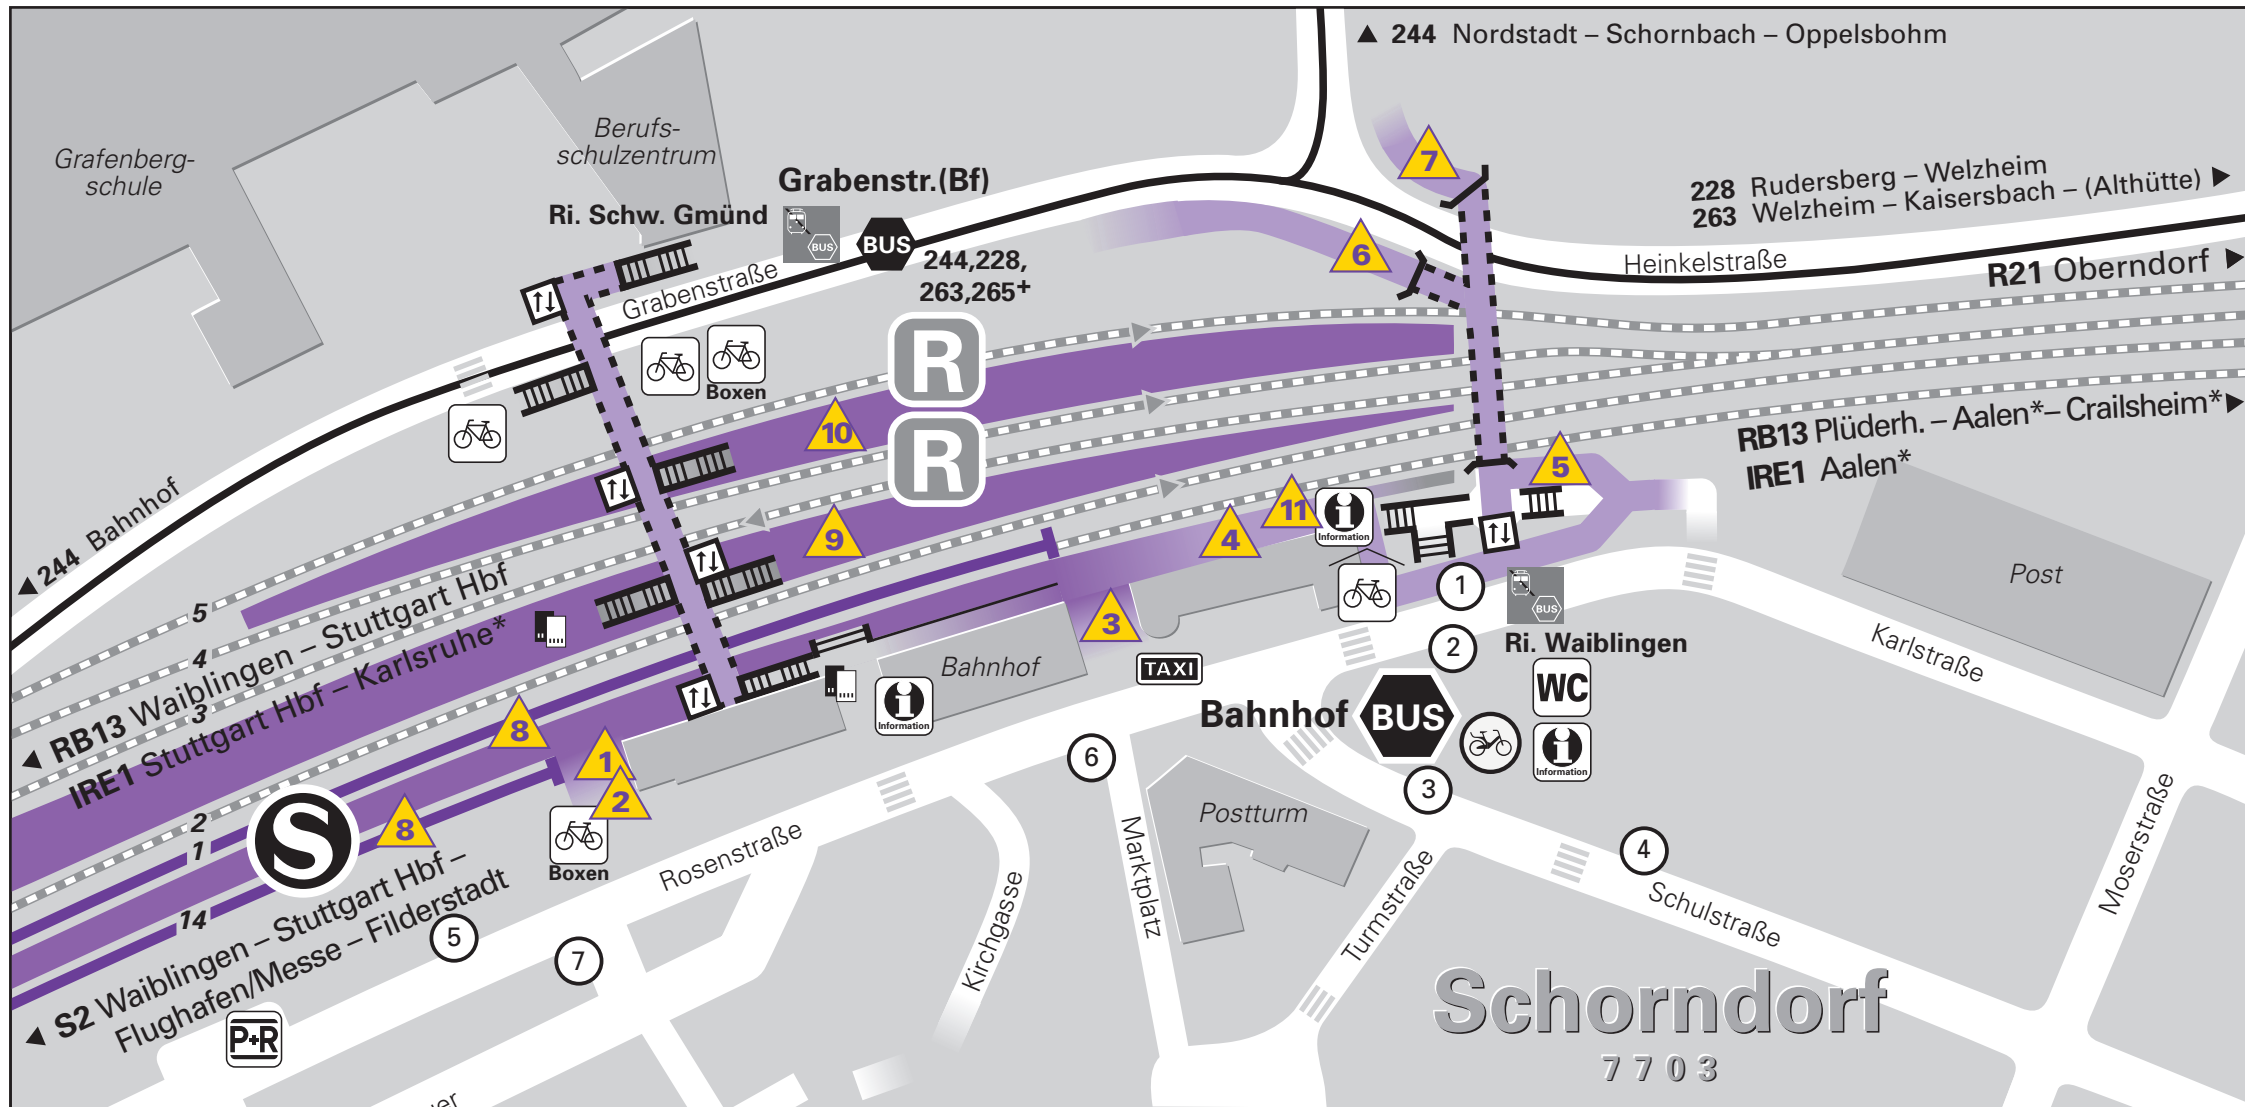 ▲ 244 Nordstadt – Schornbach – Oppelsbohm
Grafenberg-
schule
Berufs-
schulzentrum
Grabenstr.(Bf)
Ri. Schw. Gmünd
BUS
BUS
244,228,
263,265+
Grabenstraße
7
6
228 Rudersberg – Welzheim ▶
263 Welzheim – Kaisersbach – (Althütte)
Heinkelstraße
R21 Oberndorf ▶
R
R
Boxen
10
9
RB13 Plüderh. – Aalen* – Crailsheim* ▶
IRE1 Aalen*
◀ 244 Bahnhof
5
4
3
2
1
14
◀ RB13 Waiblingen – Stuttgart Hbf
IRE1 Stuttgart Hbf – Karlsruhe*
S
◀ S2 Waiblingen – Stuttgart Hbf –
Flughafen/Messe – Filderstadt
8
8
1
2
Boxen
11
4
5
3
i
Information
Bahnhof
i
Information
TAXI
1
2
BUS
Ri. Waiblingen
Bahnhof
BUS
WC
i
Information
3
4
5
6
7
Post
Karlstraße
Postturm
Rosenstraße
Kirchgasse
Marktplatz
Turmstraße
Schulstraße
Moserstraße
P+R
Schorndorf
7703